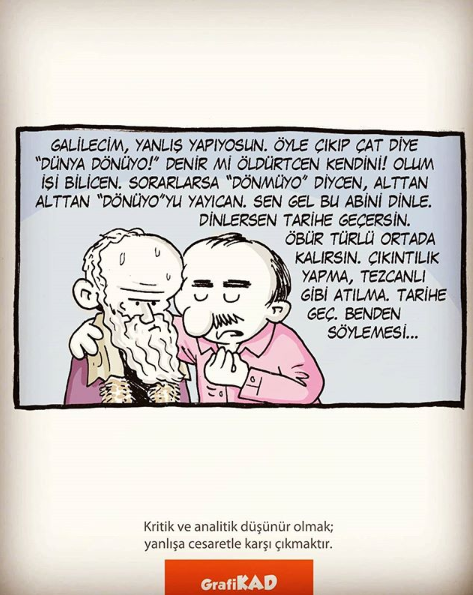 GALİLECİM, YANLIŞ YAPIYOSUN. ÖYLE ÇIKIP ÇAT DİYE
"DÜNYA DÖNÜYO!" DENİR Mİ ÖLDÜRTCEN KENDİNİ! OLUM
İŞİ BİLİCEN. SORARLARSA "DÖNMÜYO" DİYCEN, ALTTAN
ALTTAN "DÖNÜYO"YU YAYICAN. SEN GEL BU ABİNİ DİNLE.
DİNLERSEN TARİHE GEÇERSİN.
ÖBÜR TÜRLÜ ORTADA
KALIRSIN. ÇIKINTILIK
YAPMA, TEZCANLI
GİBİ ATILMA. TARİHE
GEÇ. BENDEN
SÖYLEMESİ...
Kritik ve analitik düşünür olmak;
yanlışa cesaretle karşı çıkmaktır.
GrafiKAD